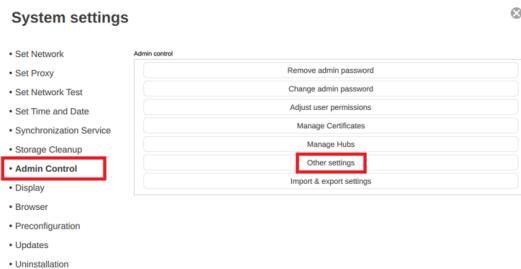 System settings
• Set Network
• Set Proxy
• Set Network Test
• Set Time and Date
• Synchronization Service
• Storage Cleanup
• Admin Control
• Display
• Browser
• Preconfiguration
• Updates
• Uninstallation
Admin control
Remove admin password
Change admin password
Adjust user permissions
Manage Certificates
Manage Hubs
Other settings
Import & export settings